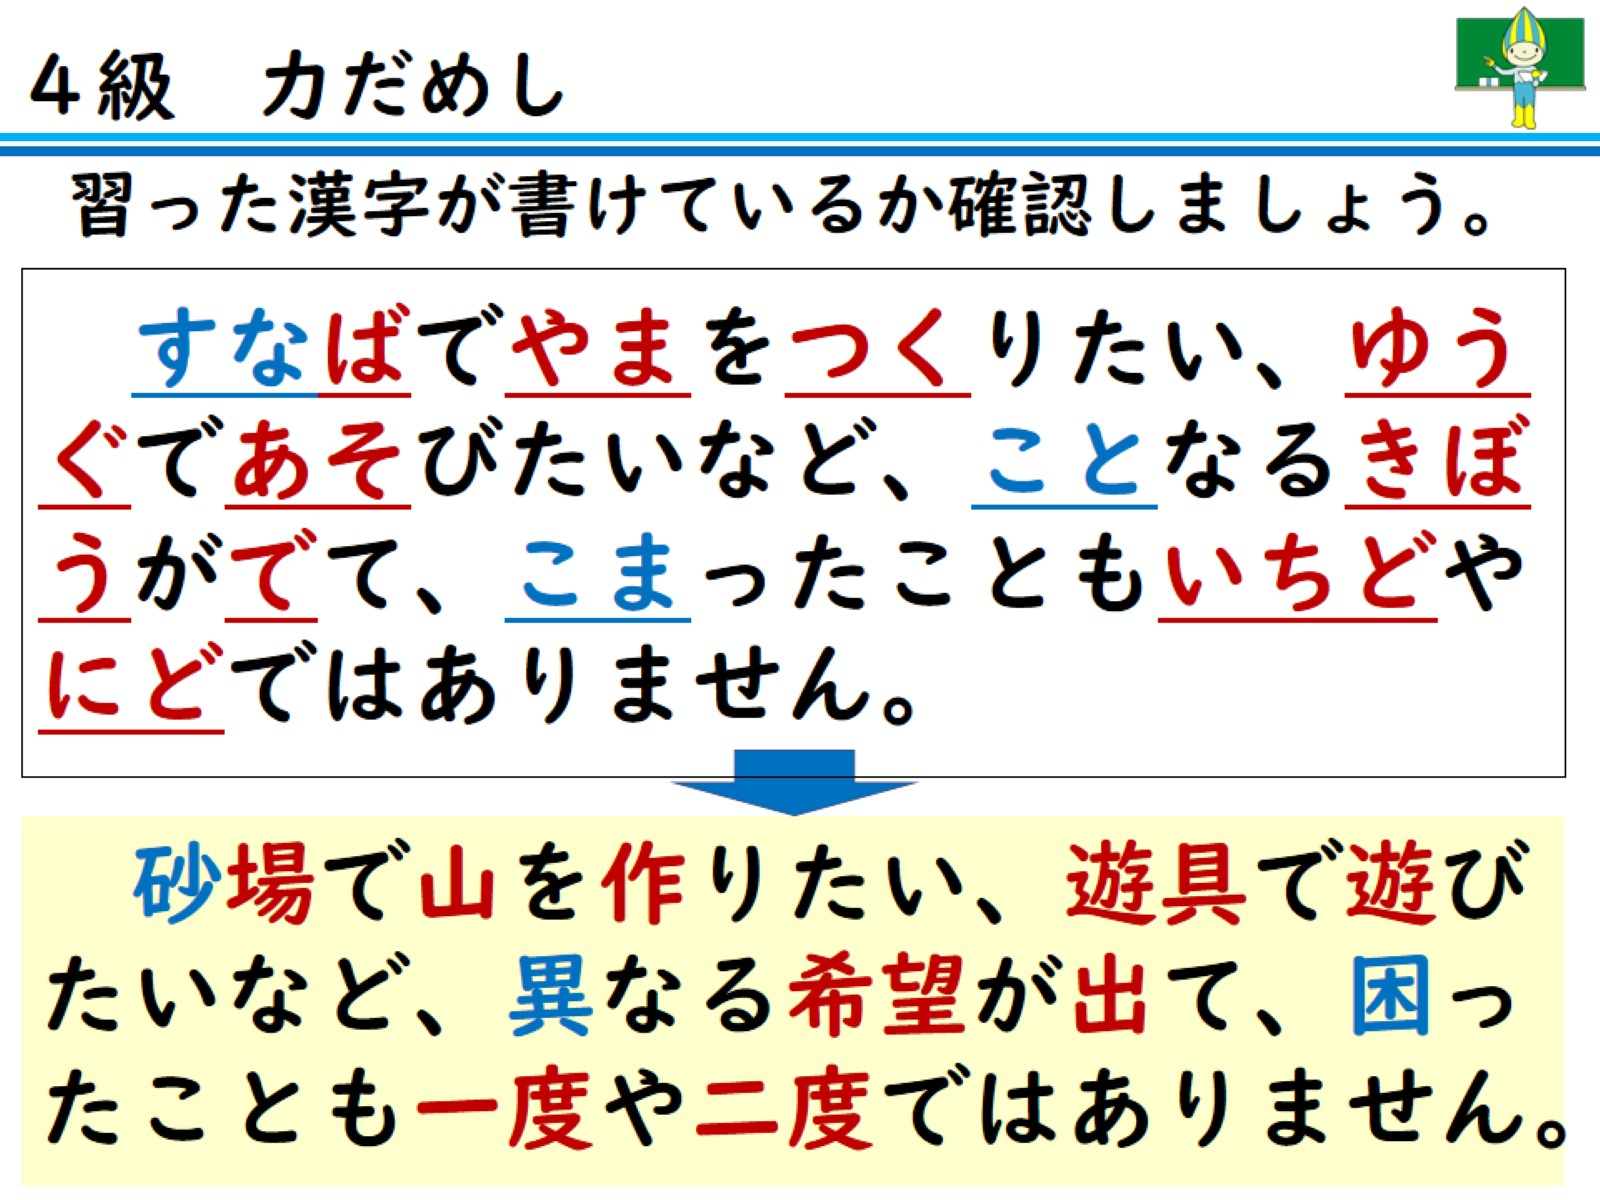 ４級　力だめし
習った漢字が書けているか確認しましょう。
すなばでやまをつくりたい、ゆう
ぐであそびたいなど、ことなるきぼ
うがでて、こまったことともいちどや
にどではありません。
砂場で山を作りたい、遊具で遊び
たいなど、異なる希望が出て、困っ
たことも一度や二度ではありません。